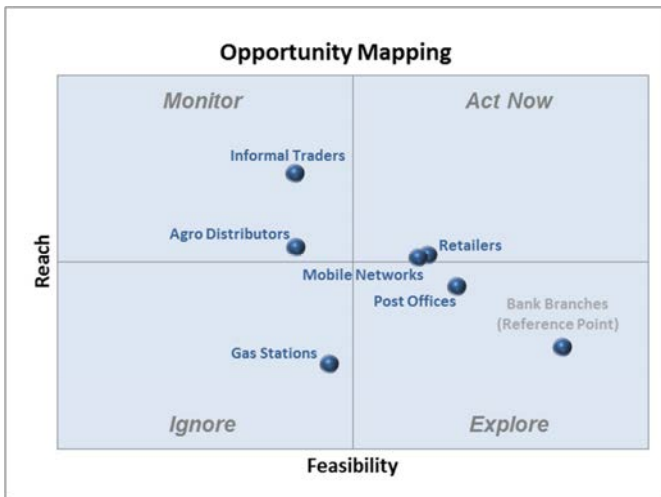 Opportunity Mapping
Monitor
Act Now
Informal Traders
Agro Distributors
Retailers
Mobile Networks
Post Offices
Bank Branches
(Reference Point)
Gas Stations
Ignore
Explore
Reach
Feasibility